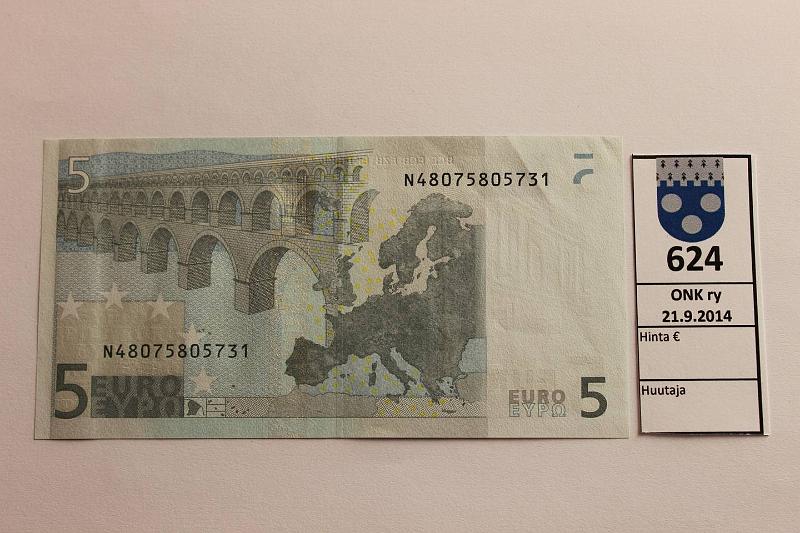 5
N48075805731
N48075805731
5 EURO
ΕΥΡΩ
EURO
ΕΥΡΩ 5
624
ONK ry
21.9.2014
Hinta €
Huutaja